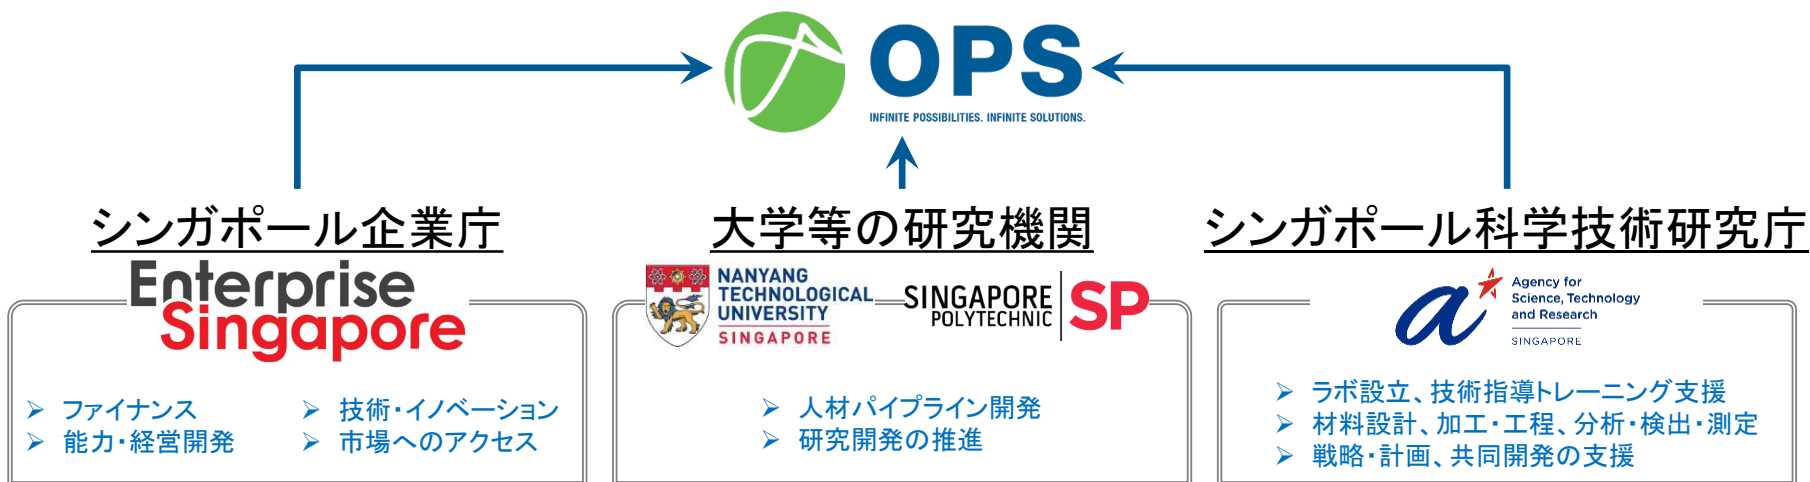 OPS
INFINITE POSSIBILITIES. INFINITE SOLUTIONS.
シンガポール企業庁
Enterprise
Singapore
➢ ファイナンス
➢ 能力・経営開発
➢ 技術・イノベーション
➢ 市場へのアクセス
大学等の研究機関
NANYANG
TECHNOLOGICAL
UNIVERSITY
SINGAPORE
SINGAPORE
POLYTECHNIC
SP
➢ 人材パイプライン開発
➢ 研究開発の推進
シンガポール科学技術研究庁
a
Agency for
Science, Technology
and Research
SINGAPORE
➢ ラボ設立、技術指導トレーニング支援
➢ 材料設計、加工・工程、分析・検出・測定
➢ 戦略・計画、共同開発の支援